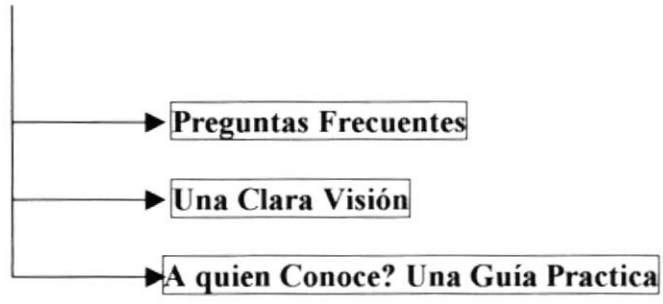 Preguntas Frecuentes
Una Clara Visión
A quien Conoce? Una Guía Practica